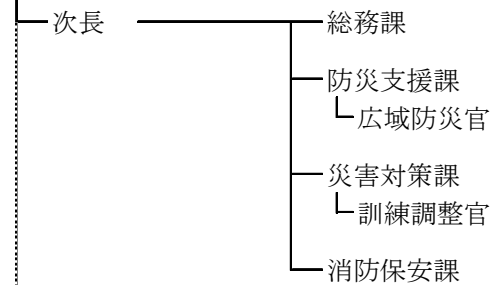 次長 総務課
防災支援課
広域防災官
災害対策課
訓練調整官
消防保安課